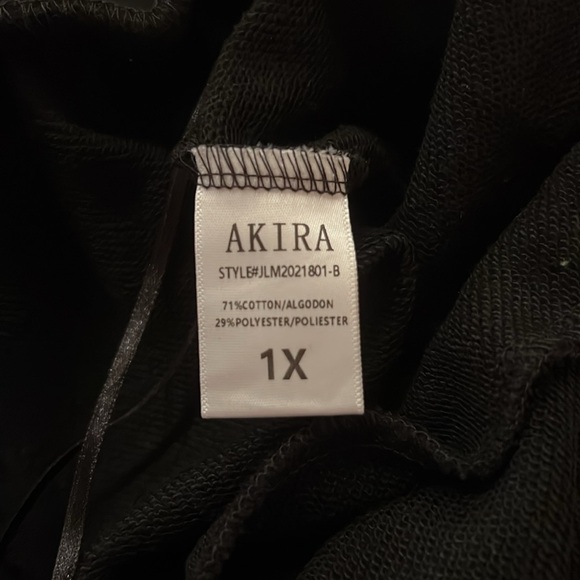 AKIRA
STYLE#JLM2021801-B
71%COTTON/ALGODON
29%POLYESTER/POLIESTER
1X